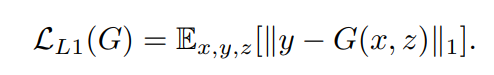 ℒ_{L1}(G) = 𝔼_{x,y,z}[‖y − G(x, z)‖₁].